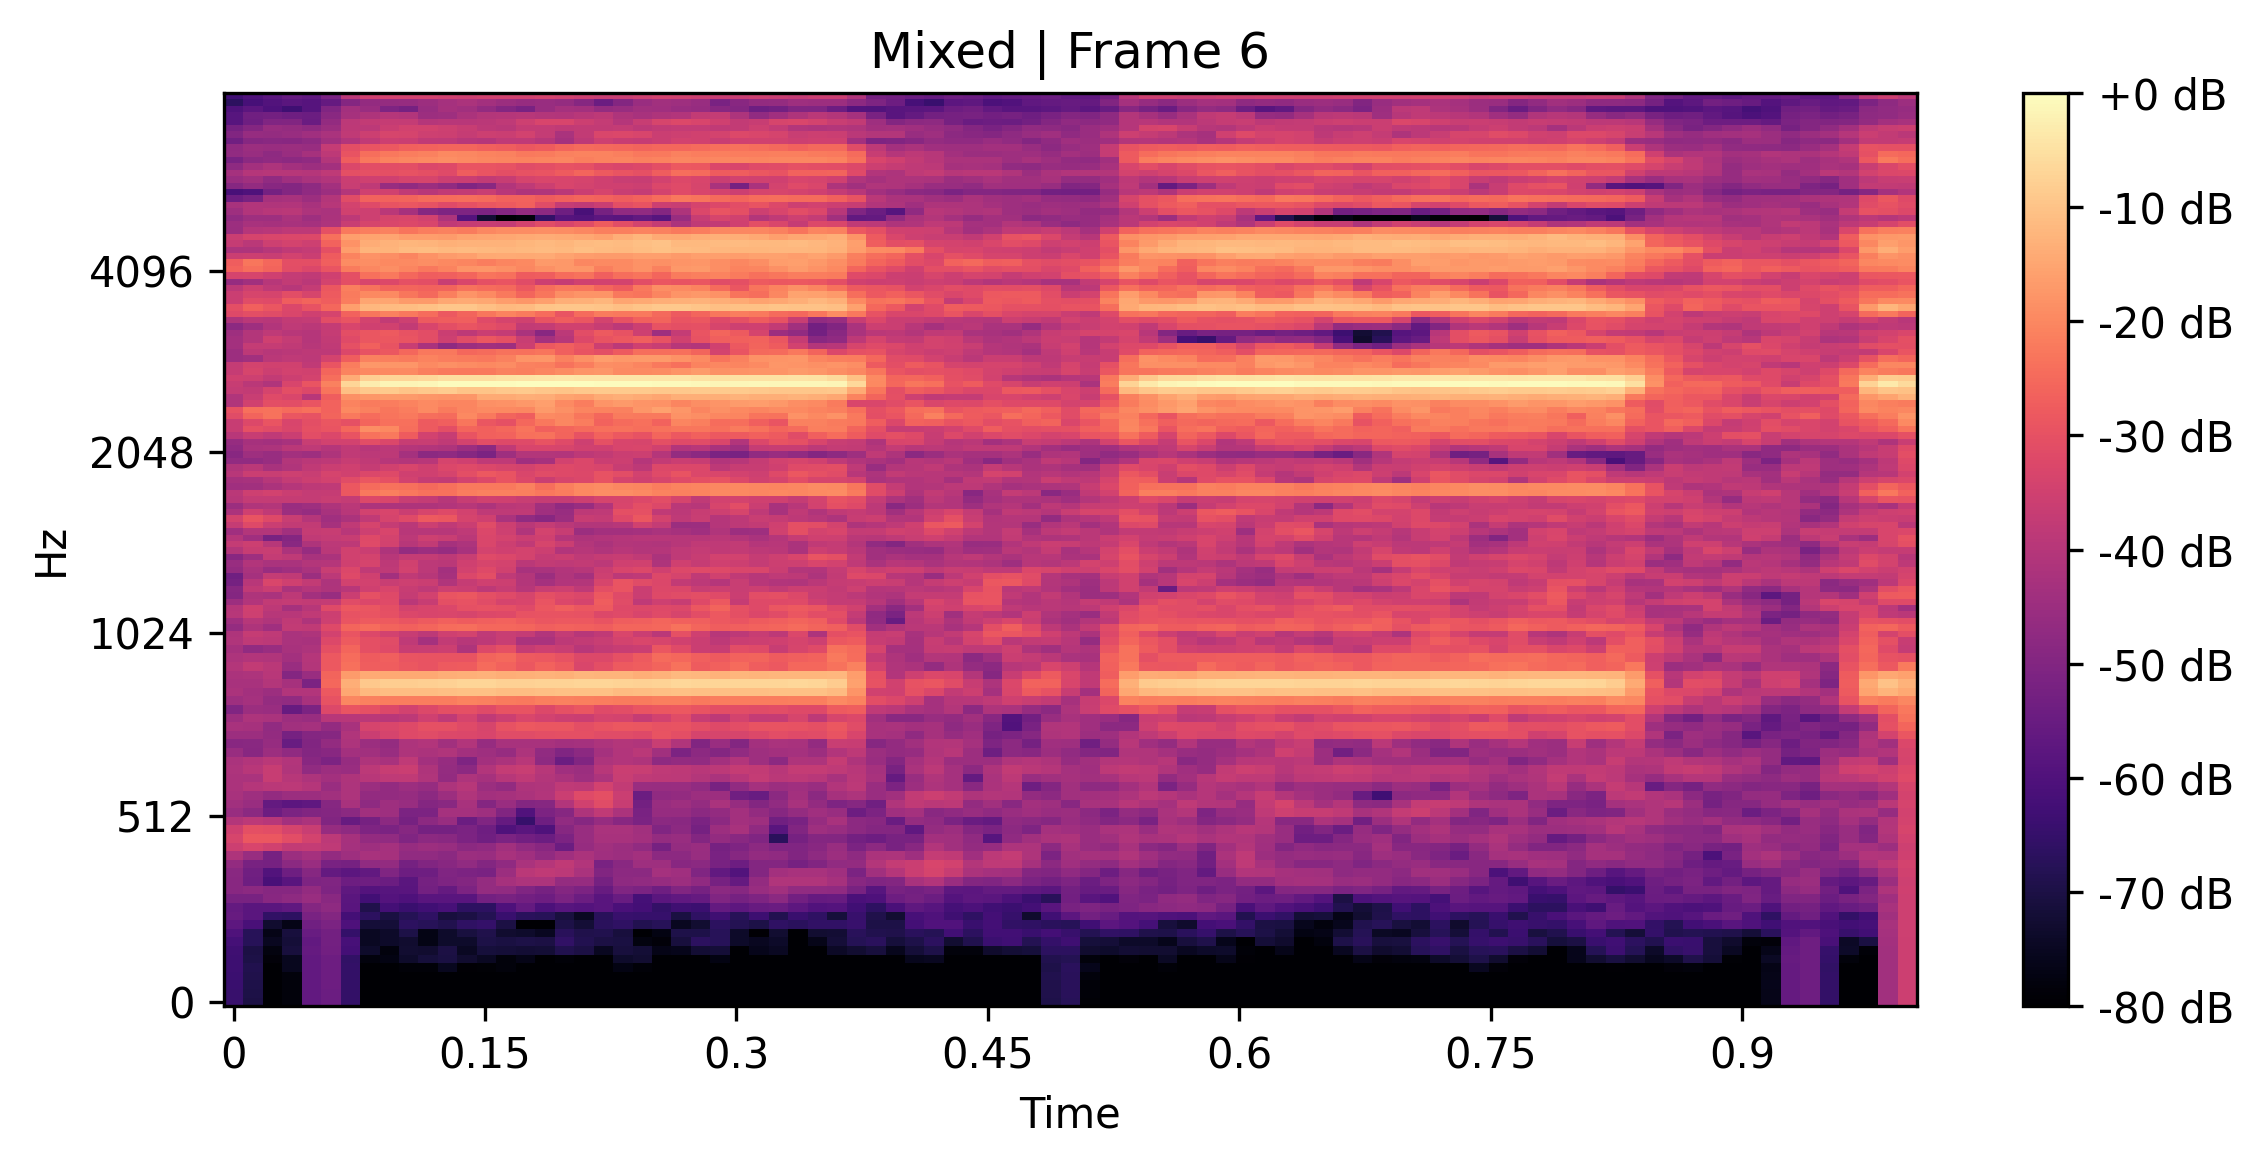 Mixed | Frame 6
+0 dB
-10 dB
-20 dB
-30 dB
-40 dB
-50 dB
-60 dB
-70 dB
-80 dB
4096
2048
1024
512
0
Hz
0 0.15 0.3 0.45 0.6 0.75 0.9
Time